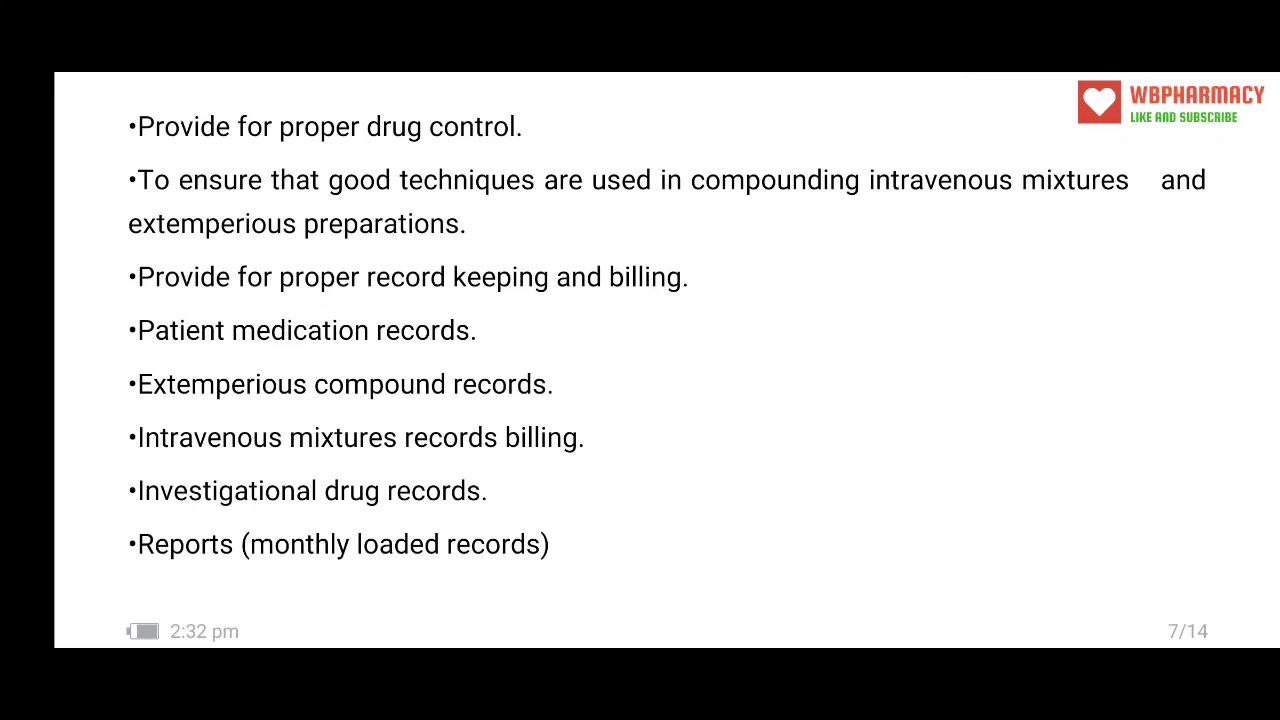 WBPHARMACY
LIKE AND SUBSCRIBE
•Provide for proper drug control.
•To ensure that good techniques are used in compounding intravenous mixtures and
extemperious preparations.
•Provide for proper record keeping and billing.
•Patient medication records.
•Extemperious compound records.
•Intravenous mixtures records billing.
•Investigational drug records.
•Reports (monthly loaded records)
2:32 pm
7/14